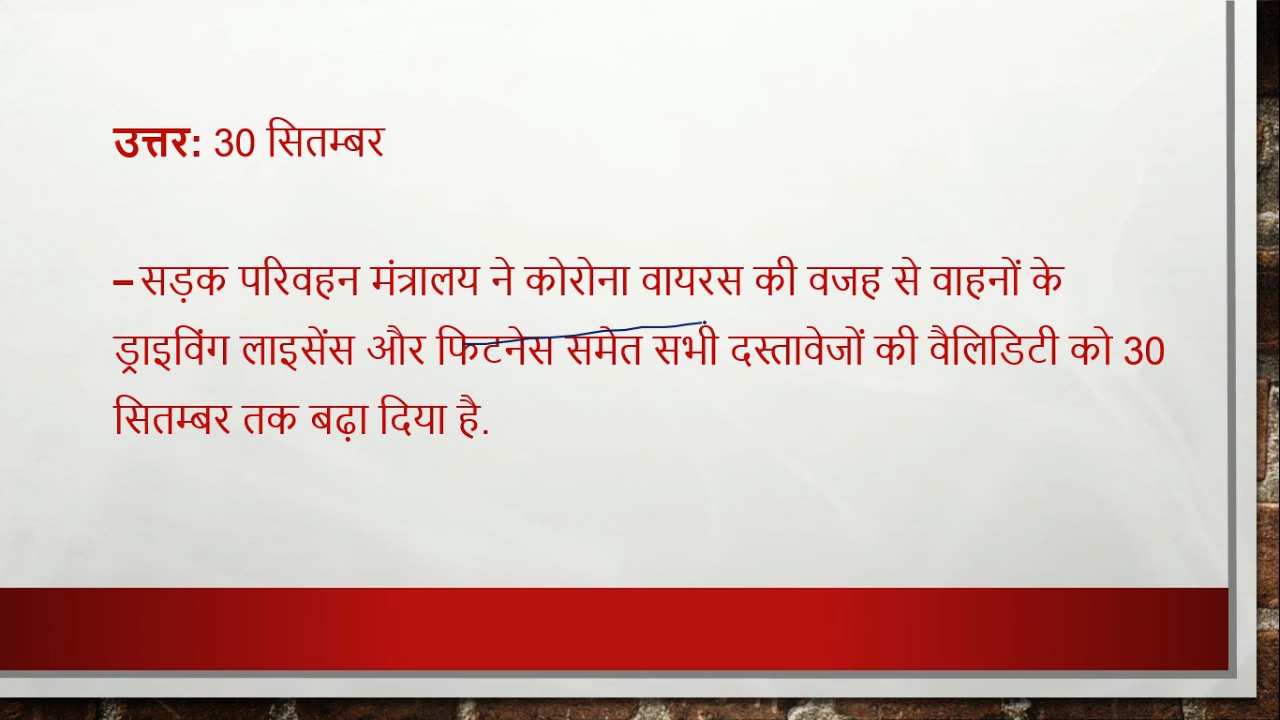 उत्तर: 30 सितम्बर
– सड़क परिवहन मंत्रालय ने कोरोना वायरस की वजह से वाहनों के
ड्राइविंग लाइसेंस और फिटनेस समेत सभी दस्तावेजों की वैलिडिटी को 30
सितम्बर तक बढ़ा दिया है.